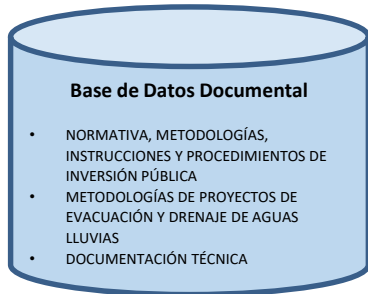 Base de Datos Documental
• NORMATIVA, METODOLOGÍAS,
INSTRUCCIONES Y PROCEDIMIENTOS DE
INVERSIÓN PÚBLICA
• METODOLOGÍAS DE PROYECTOS DE
EVACUACIÓN Y DRENAJE DE AGUAS
LLUVIAS
• DOCUMENTACIÓN TÉCNICA